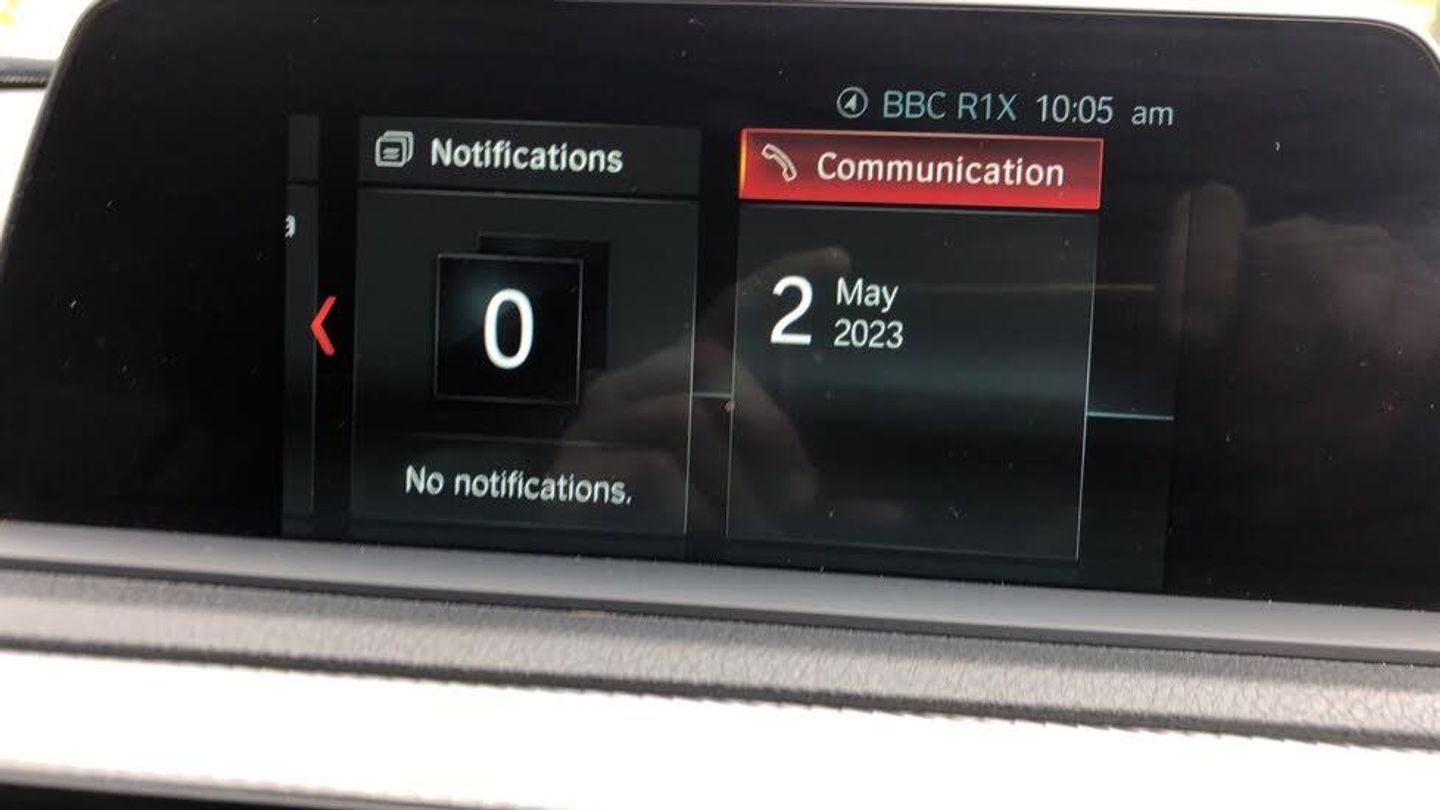 BBC R1X 10:05 am
Notifications
Communication
a
0
2 May
2023
No notifications.